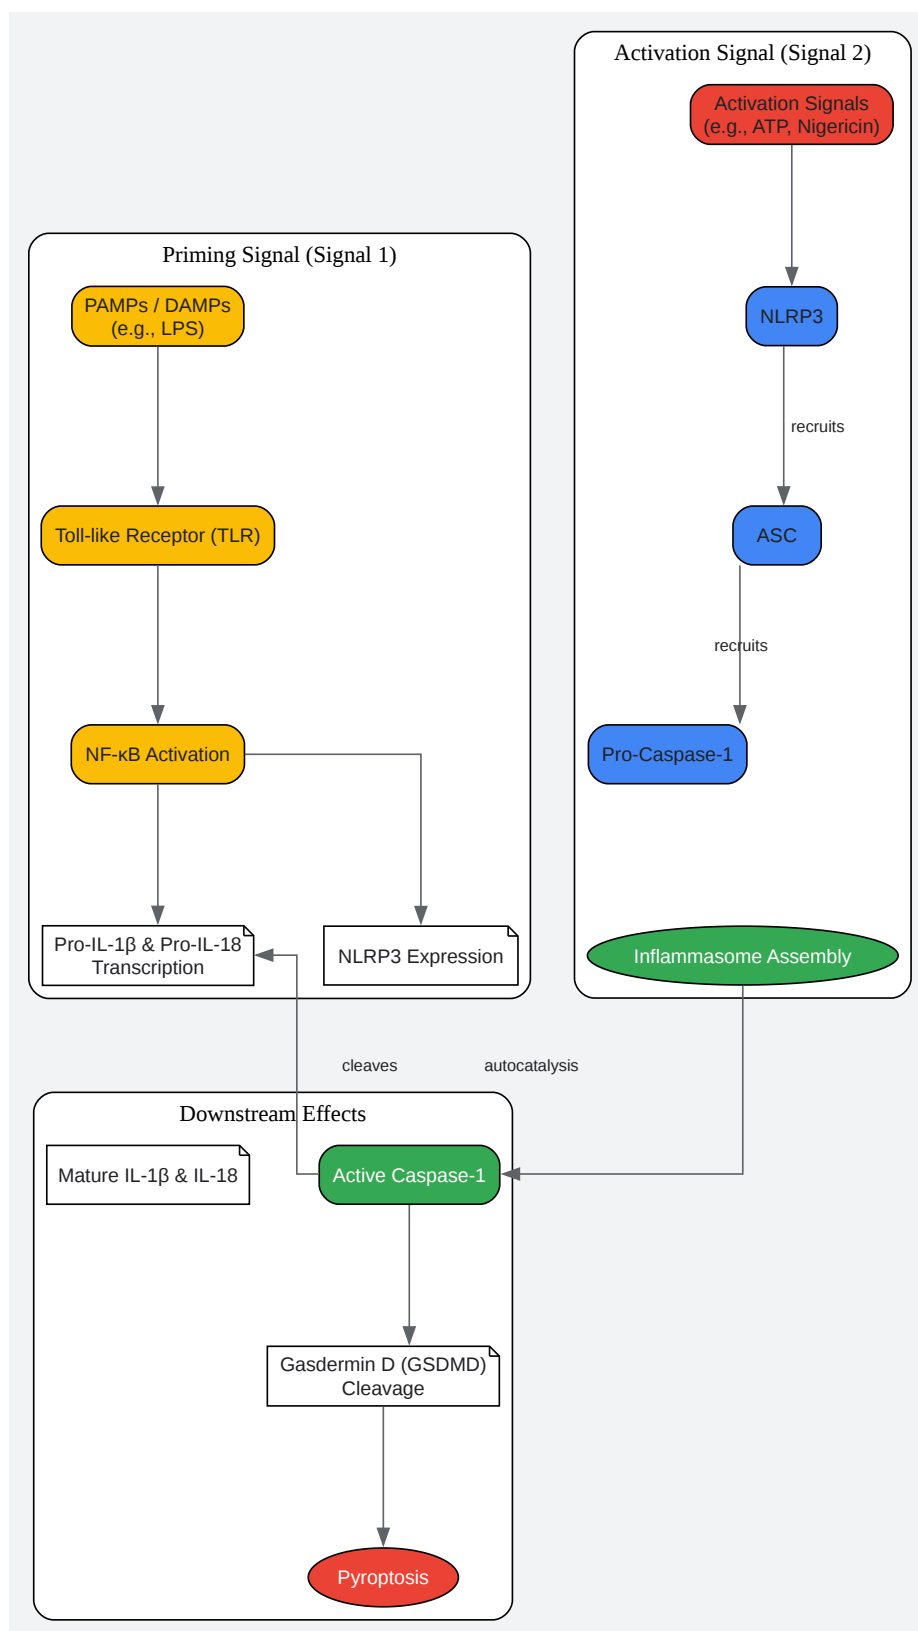 Activation Signal (Signal 2)
Activation Signals
(e.g., ATP, Nigericin)
NLRP3
recruits
ASC
recruits
Pro-Caspase-1
Inflammasome Assembly
Priming Signal (Signal 1)
PAMPs / DAMPs
(e.g., LPS)
Toll-like Receptor (TLR)
NF-κB Activation
Pro-IL-1β & Pro-IL-18
Transcription
NLRP3 Expression
cleaves
autocatalysis
Downstream Effects
Mature IL-1β & IL-18
Active Caspase-1
Gasdermin D (GSDMD)
Cleavage
Pyroptosis